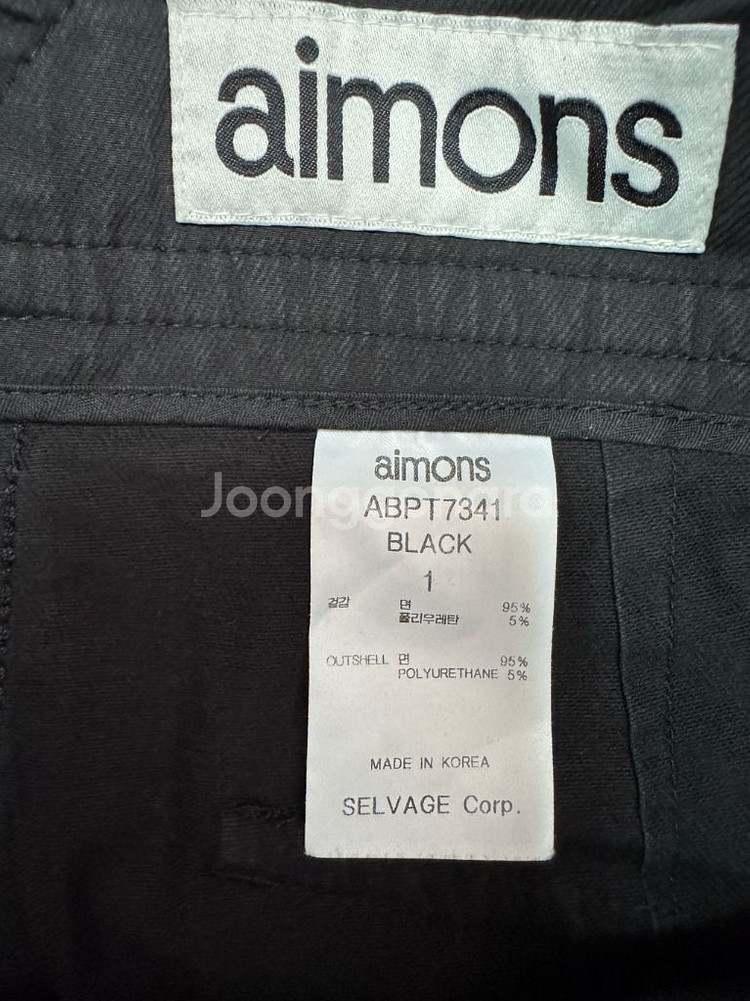 aimons
aimons
Joonggonara
ABPT7341
BLACK
1
겉감 면 95%
폴리우레탄 5%
OUTSHELL 면 95%
POLYURETHANE 5%
MADE IN KOREA
SELVAGE Corp.